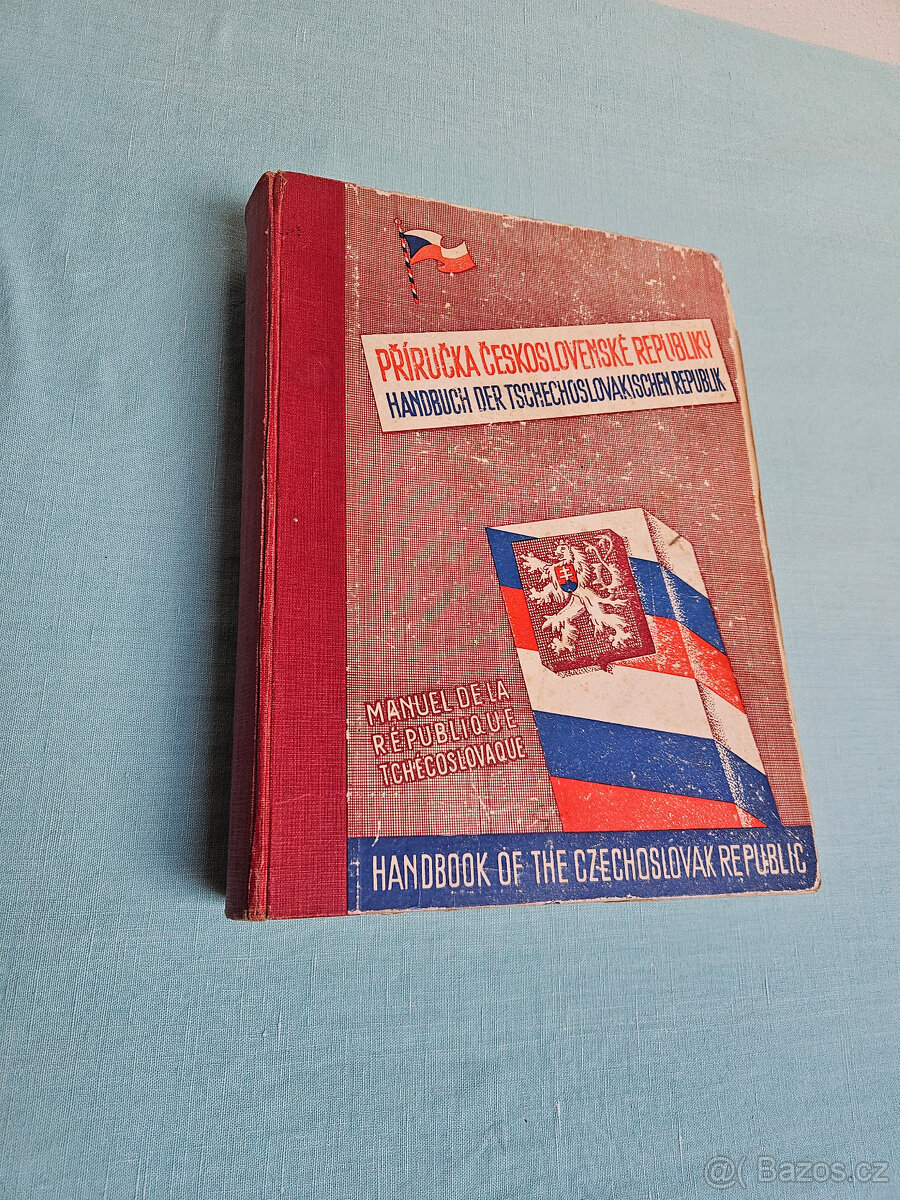 PŘÍRUČKA ČESKOSLOVENSKÉ REPUBLIKY
HANDBUCH DER TSCHECHOSLOVAKISCHEN REPUBLIK
MANUEL DE LA
RÉPUBLIQUE
TCHÉCOSLOVAQUE
HANDBOOK OF THE CZECHOSLOVAK REPUBLIC
@( Bazos.cz